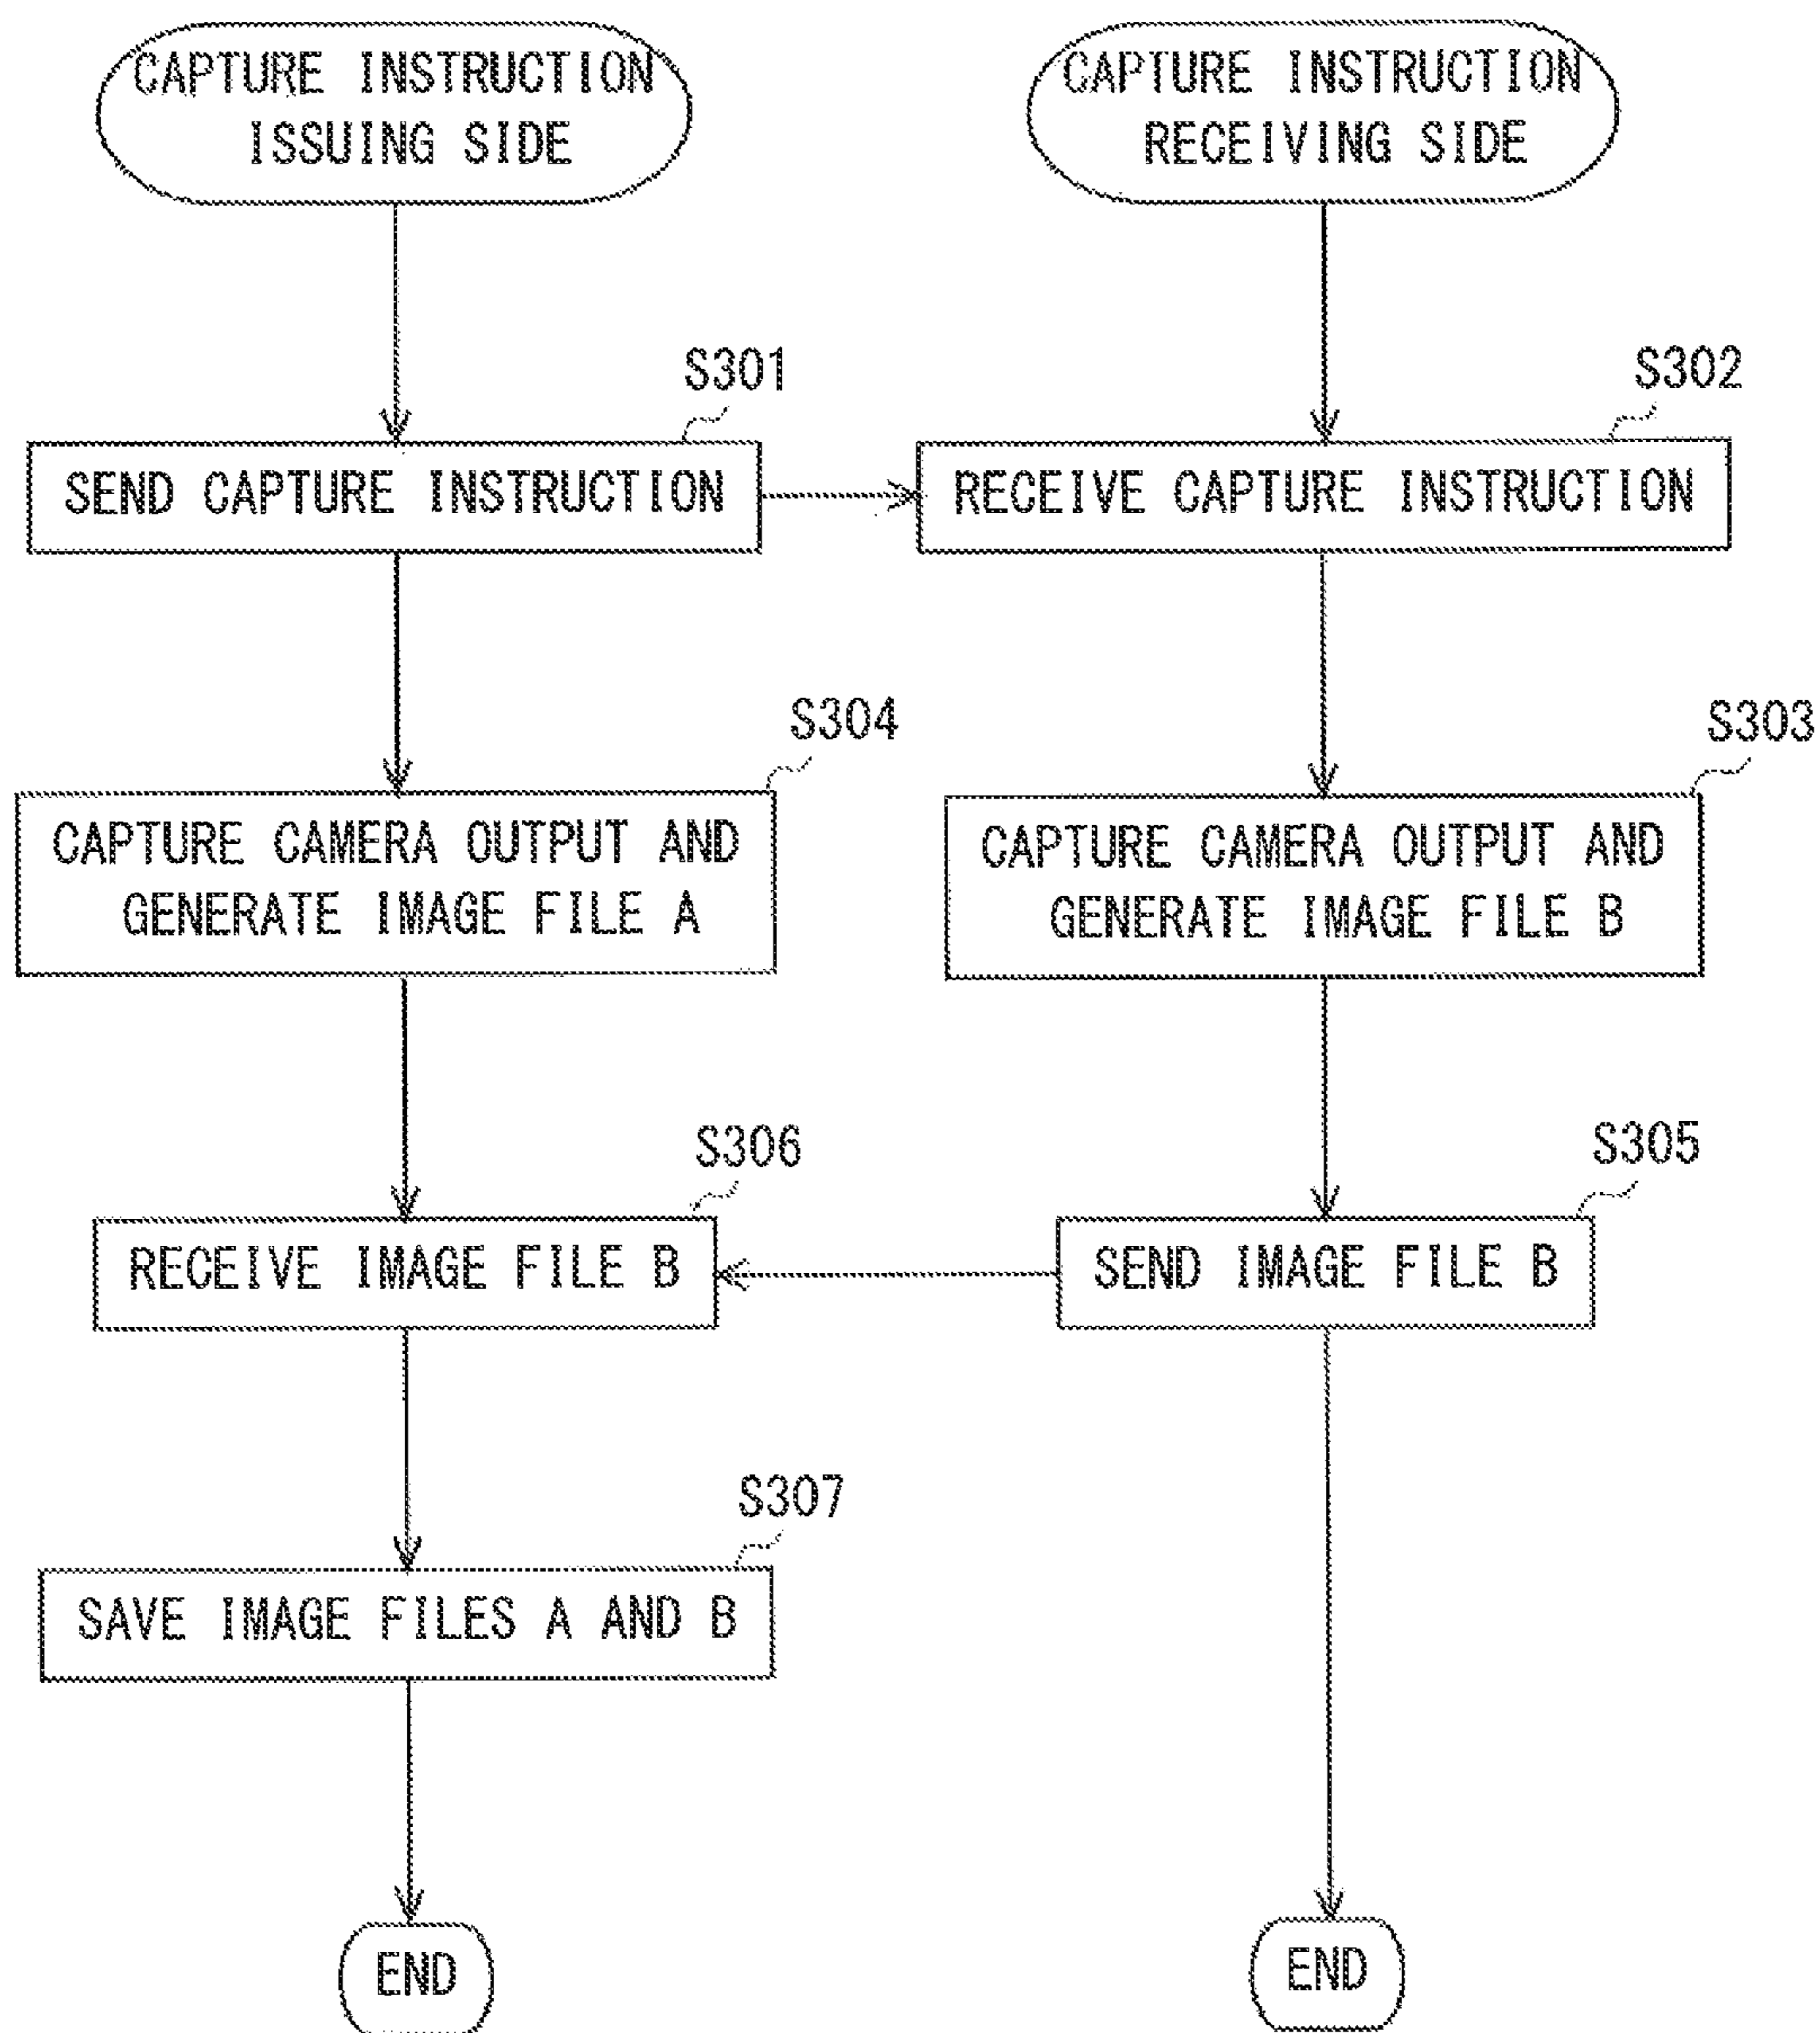 CAPTURE INSTRUCTION
ISSUING SIDE
CAPTURE INSTRUCTION
RECEIVING SIDE
S301
SEND CAPTURE INSTRUCTION
S302
RECEIVE CAPTURE INSTRUCTION
S304
CAPTURE CAMERA OUTPUT AND
GENERATE IMAGE FILE A
S303
CAPTURE CAMERA OUTPUT AND
GENERATE IMAGE FILE B
S306
RECEIVE IMAGE FILE B
S305
SEND IMAGE FILE B
S307
SAVE IMAGE FILES A AND B
END
END